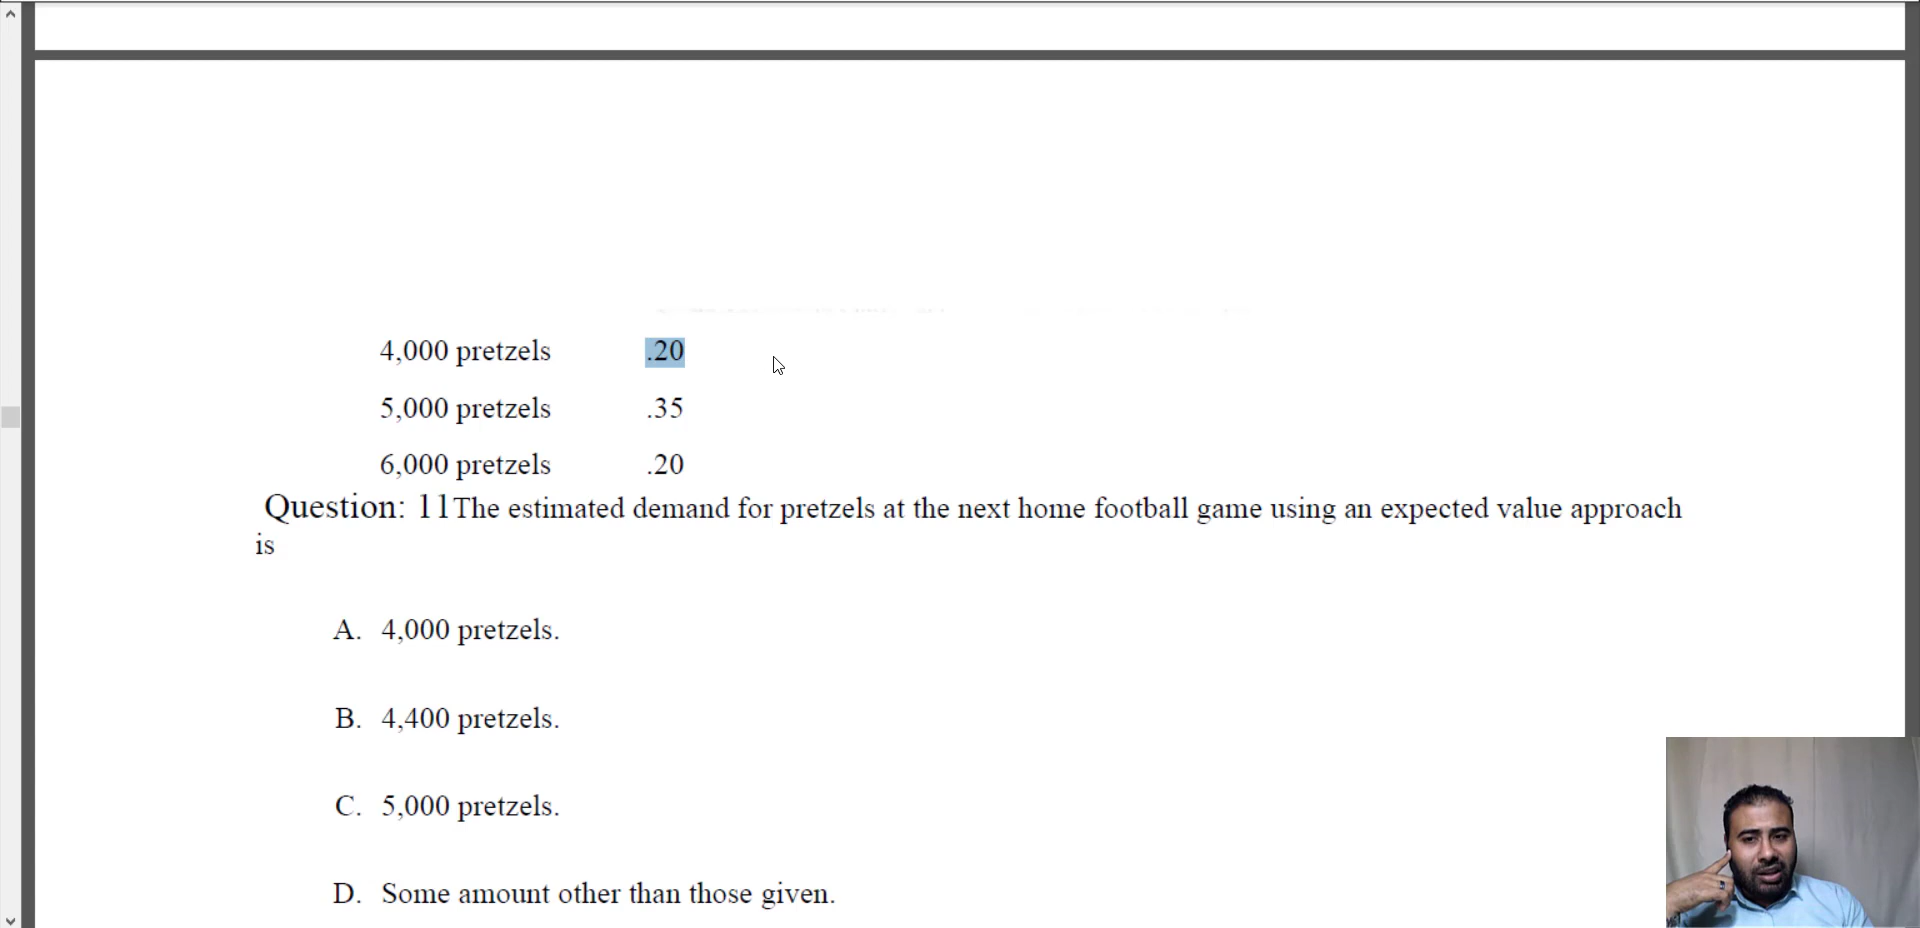 4,000 pretzels .20
5,000 pretzels .35
6,000 pretzels .20
Question: 11The estimated demand for pretzels at the next home football game using an expected value approach
is
A. 4,000 pretzels.
B. 4,400 pretzels.
C. 5,000 pretzels.
D. Some amount other than those given.